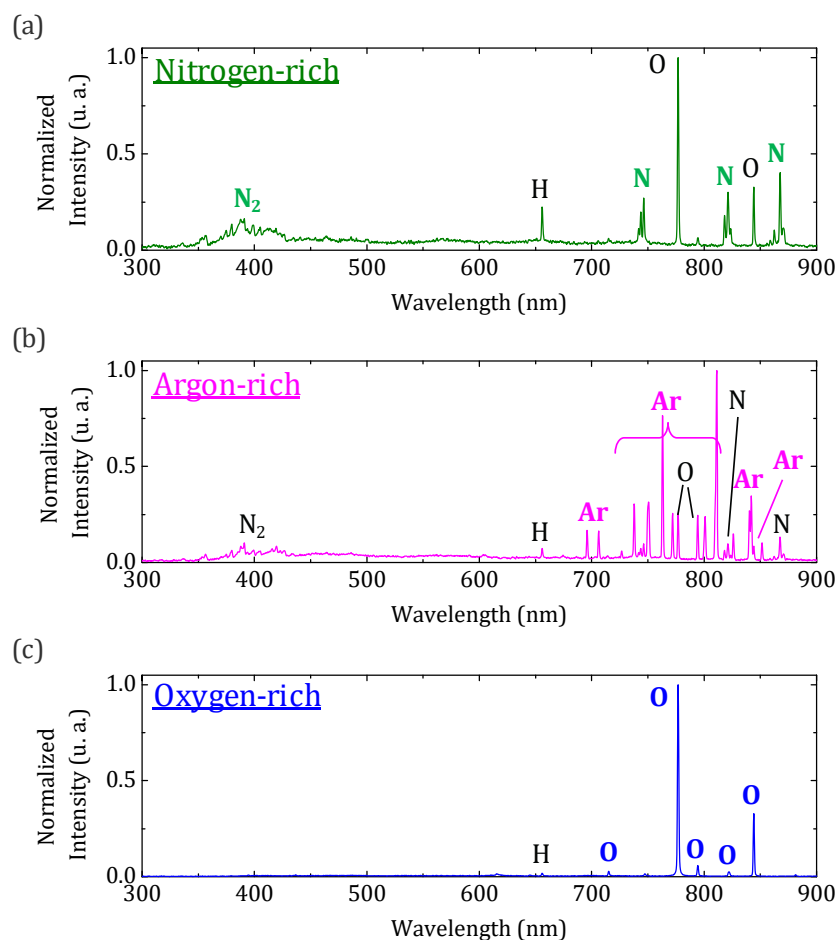 (a)
Nitrogen-rich
Normalized
Intensity (u. a.)
1.0
0.5
0.0
N₂
H
N
O
N
O
N
300 400 500 600 700 800 900
Wavelength (nm)
(b)
Argon-rich
Normalized
Intensity (u. a.)
1.0
0.5
0.0
N₂
H
Ar
Ar
O
N
Ar
Ar
N
300 400 500 600 700 800 900
Wavelength (nm)
(c)
Oxygen-rich
Normalized
Intensity (u. a.)
1.0
0.5
0.0
H
O
O
O
O
O
300 400 500 600 700 800 900
Wavelength (nm)